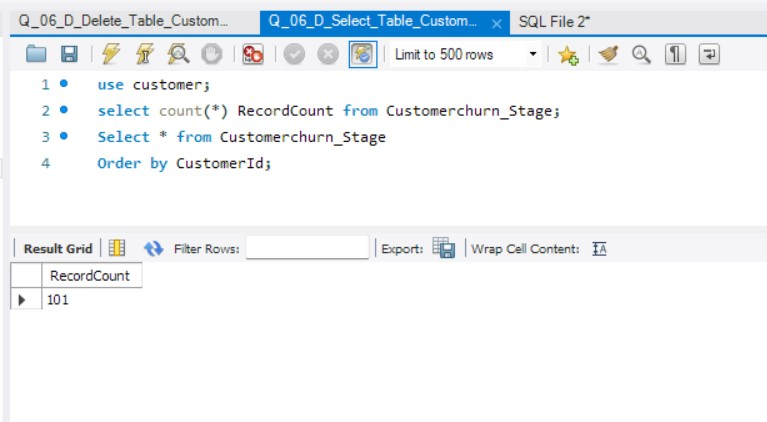 Q_06_D_Delete_Table_Custom... Q_06_D_Select_Table_Custom... SQL File 2*
Limit to 500 rows
1 use customer;
2 select count(*) RecordCount from Customerchurn_Stage;
3 Select * from Customerchurn_Stage
4 Order by CustomerId;
Result Grid Filter Rows: Export: Wrap Cell Content: IA
RecordCount
101